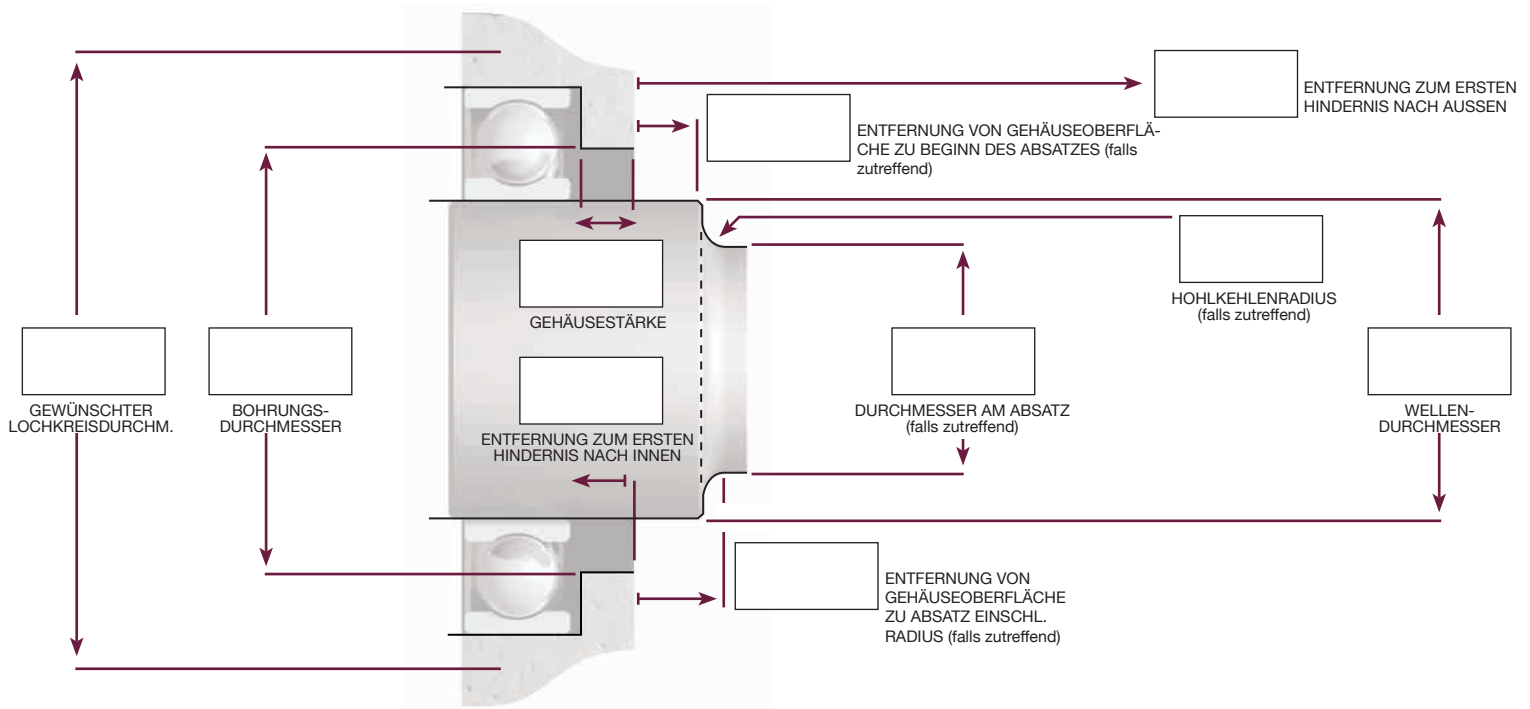 ENTFERNUNG ZUM ERSTEN
HINDERNIS NACH AUSSEN
ENTFERNUNG VON GEHÄUSEOBERFLÄ-
CHE ZU BEGINN DES ABSATZES (falls
zutreffend)
HOHLKEHLENRADIUS
(falls zutreffend)
GEHÄUSESTÄRKE
GEWÜNSCHTER
LOCHKREISDURCHM.
BOHRUNGS-
DURCHMESSER
ENTFERNUNG ZUM ERSTEN
HINDERNIS NACH INNEN
DURCHMESSER AM ABSATZ
(falls zutreffend)
WELLEN-
DURCHMESSER
ENTFERNUNG VON
GEHÄUSEOBERFLÄCHE
ZU ABSATZ EINSCHL.
RADIUS (falls zutreffend)